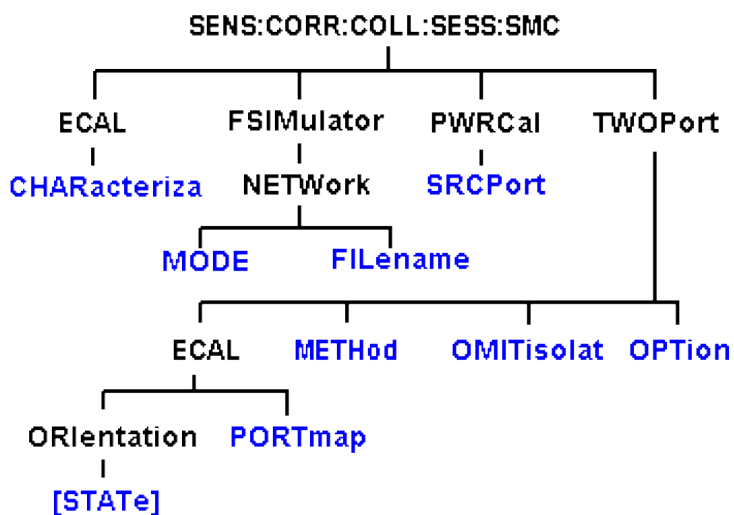 SENS:CORR:COLL:SESS:SMC
ECAL FSIMulator PWRCal TWOPort
CHARacteriza NETWork SRCPort
MODE FILename
ECAL METHod OMITisolat OPTion
ORIentation PORTmap
[STATe]